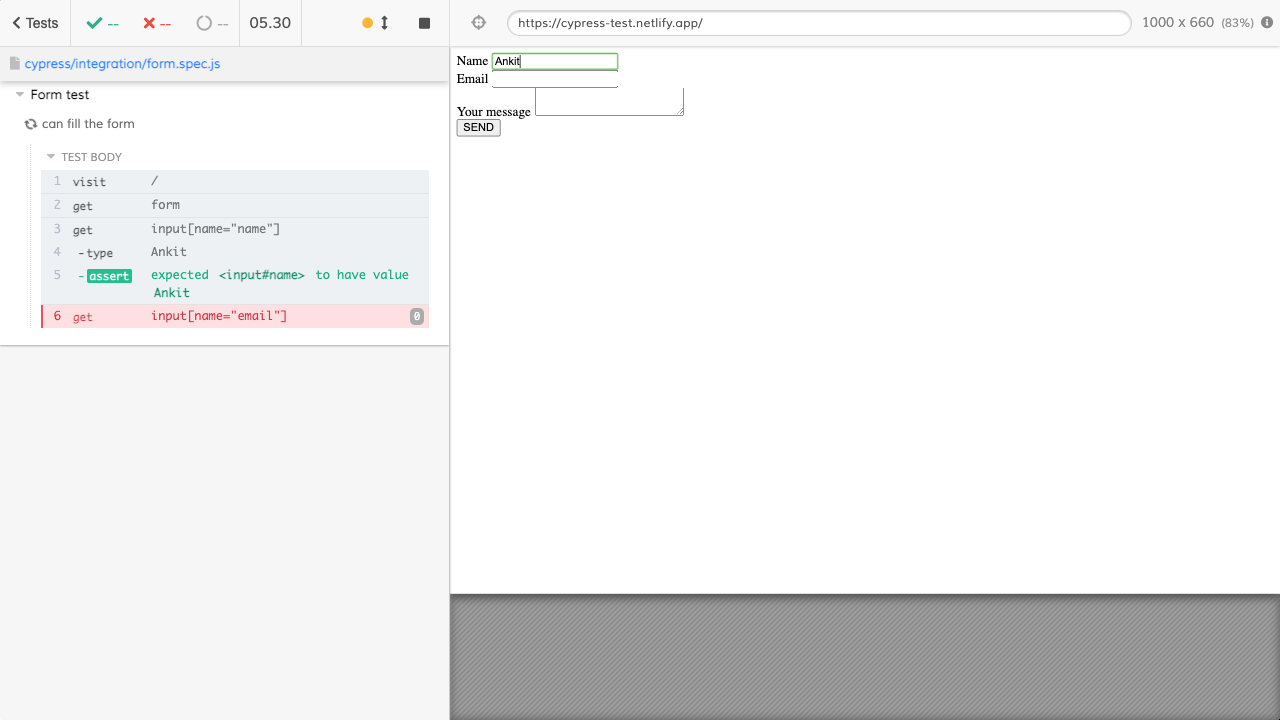 Tests
--
--
--
05.30
https://cypress-test.netlify.app/
1000 x 660 (83%)
cypress/integration/form.spec.js
Form test
can fill the form
TEST BODY
1 visit /
2 get form
3 get input[name="name"]
4 -type Ankit
5 -assert expected <input#name> to have value
Ankit
6 get input[name="email"] 0
Name Ankit
Email
Your message
SEND